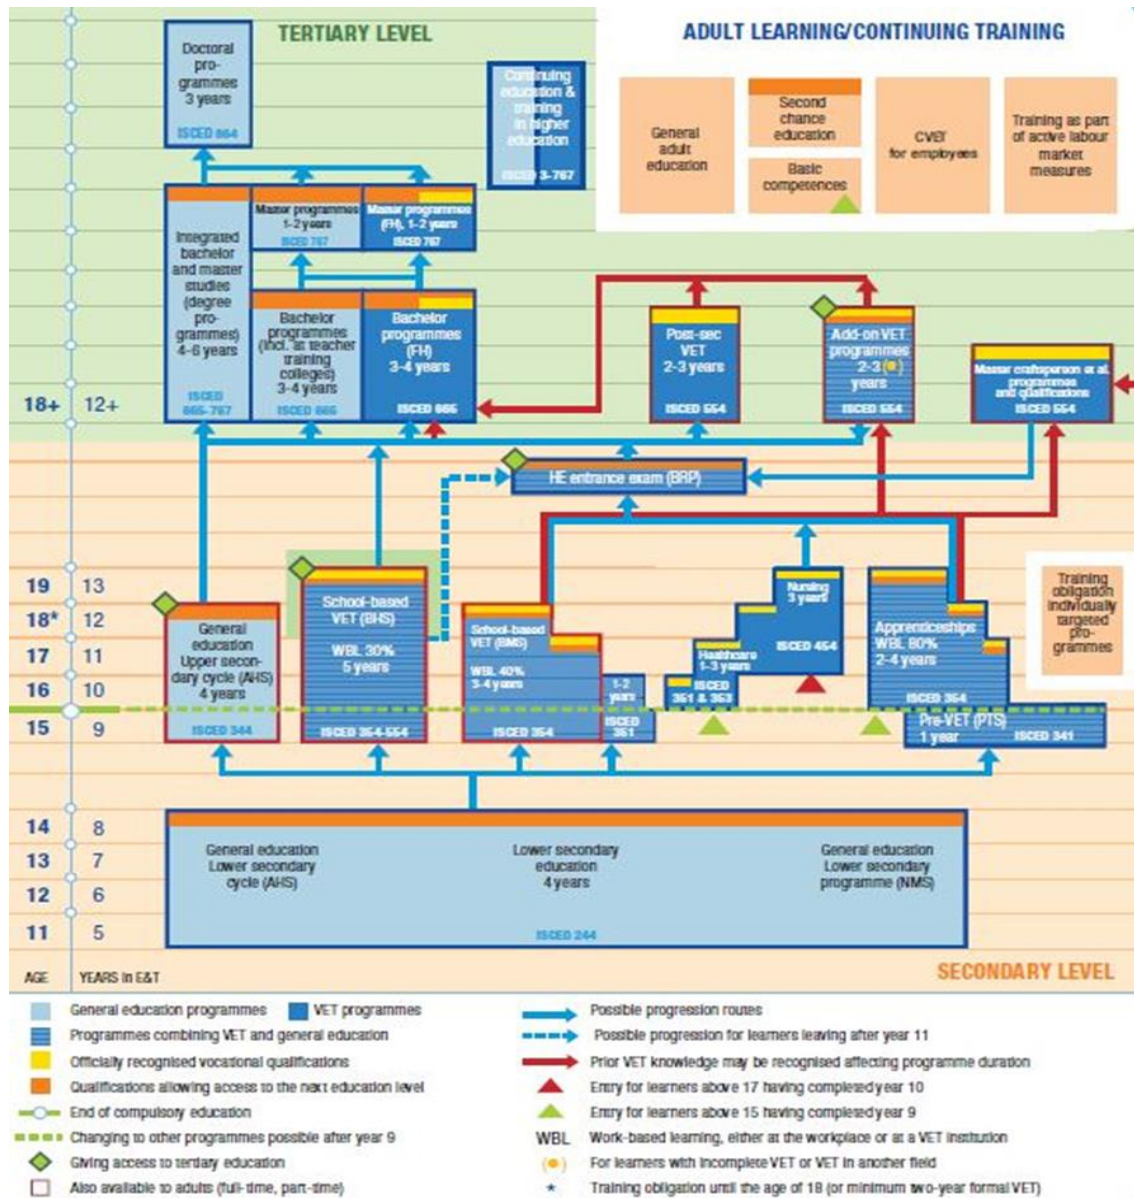 TERTIARY LEVEL
ADULT LEARNING/CONTINUING TRAINING
Doctoral
pro-
grammes
3 years
ISCED 864
Continuing
education &
training
in higher
education
ISCED 3-767
General
adult
education
Second
chance
education
Basic
competences
CVET
for employees
Training as part
of active labour
market
measures
Integrated
bachelor
and master
studies
(degree
pro-
grammes)
4-6 years
ISCED
665-767
Master programmes
1-2 years
ISCED 767
Master programmes
(FH), 1-2 years
ISCED 767
Bachelor
programmes
(incl. at teacher
training
colleges)
3-4 years
ISCED 665
Bachelor
programmes
(FH)
3-4 years
ISCED 665
Post-sec
VET
2-3 years
ISCED 554
Add-on VET
programmes
2-3 ( )
years
ISCED 554
Master craftsperson et al.
programmes
and qualifications
ISCED 554
18+ 12+
HE entrance exam (BRP)
19 13
18* 12
17 11
16 10
15 9
General
education
Upper secon-
dary cycle (AHS)
4 years
ISCED 344
School-based
VET (BHS)
WBL 30%
5 years
ISCED 354-554
School-based
VET (BMS)
WBL 40%
3-4 years
ISCED 354
1-2
years
ISCED
351
Healthcare
1-3 years
ISCED
351 & 353
Nursing
3 years
ISCED 454
Apprenticeships
WBL 80%
2-4 years
ISCED 354
Pre-VET (PTS)
1 year
ISCED 341
Training
obligation
individually
targeted
pro-
grammes
14 8
13 7
12 6
11 5
General education
Lower secondary
cycle (AHS)
Lower secondary
education
4 years
General education
Lower secondary
programme (NMS)
ISCED 244
AGE YEARS in E&T
SECONDARY LEVEL
General education programmes
VET programmes
Programmes combining VET and general education
Officially recognised vocational qualifications
Qualifications allowing access to the next education level
End of compulsory education
Changing to other programmes possible after year 9
Giving access to tertiary education
Also available to adults (full-time, part-time)
Possible progression routes
Possible progression for learners leaving after year 11
Prior VET knowledge may be recognised affecting programme duration
Entry for learners above 17 having completed year 10
Entry for learners above 15 having completed year 9
WBL Work-based learning, either at the workplace or at a VET institution
For learners with incomplete VET or VET in another field
* Training obligation until the age of 18 (or minimum two-year formal VET)